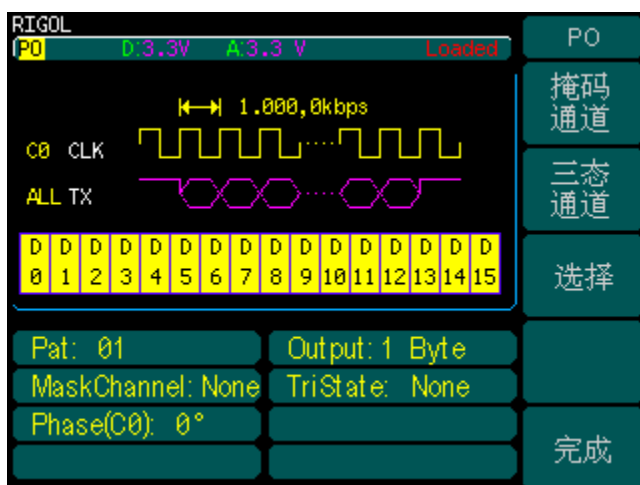 RIGOL
PO D:3.3V A:3.3 V Loaded
1.000,0kbps
C0 CLK
ALL TX
D D D D D D D D D D D D D D D D
0 1 2 3 4 5 6 7 8 9 10 11 12 13 14 15
Pat: 01 Output: 1 Byte
MaskChannel: None TriState: None
Phase(C0): 0°
PO
掩码
通道
三态
通道
选择
完成